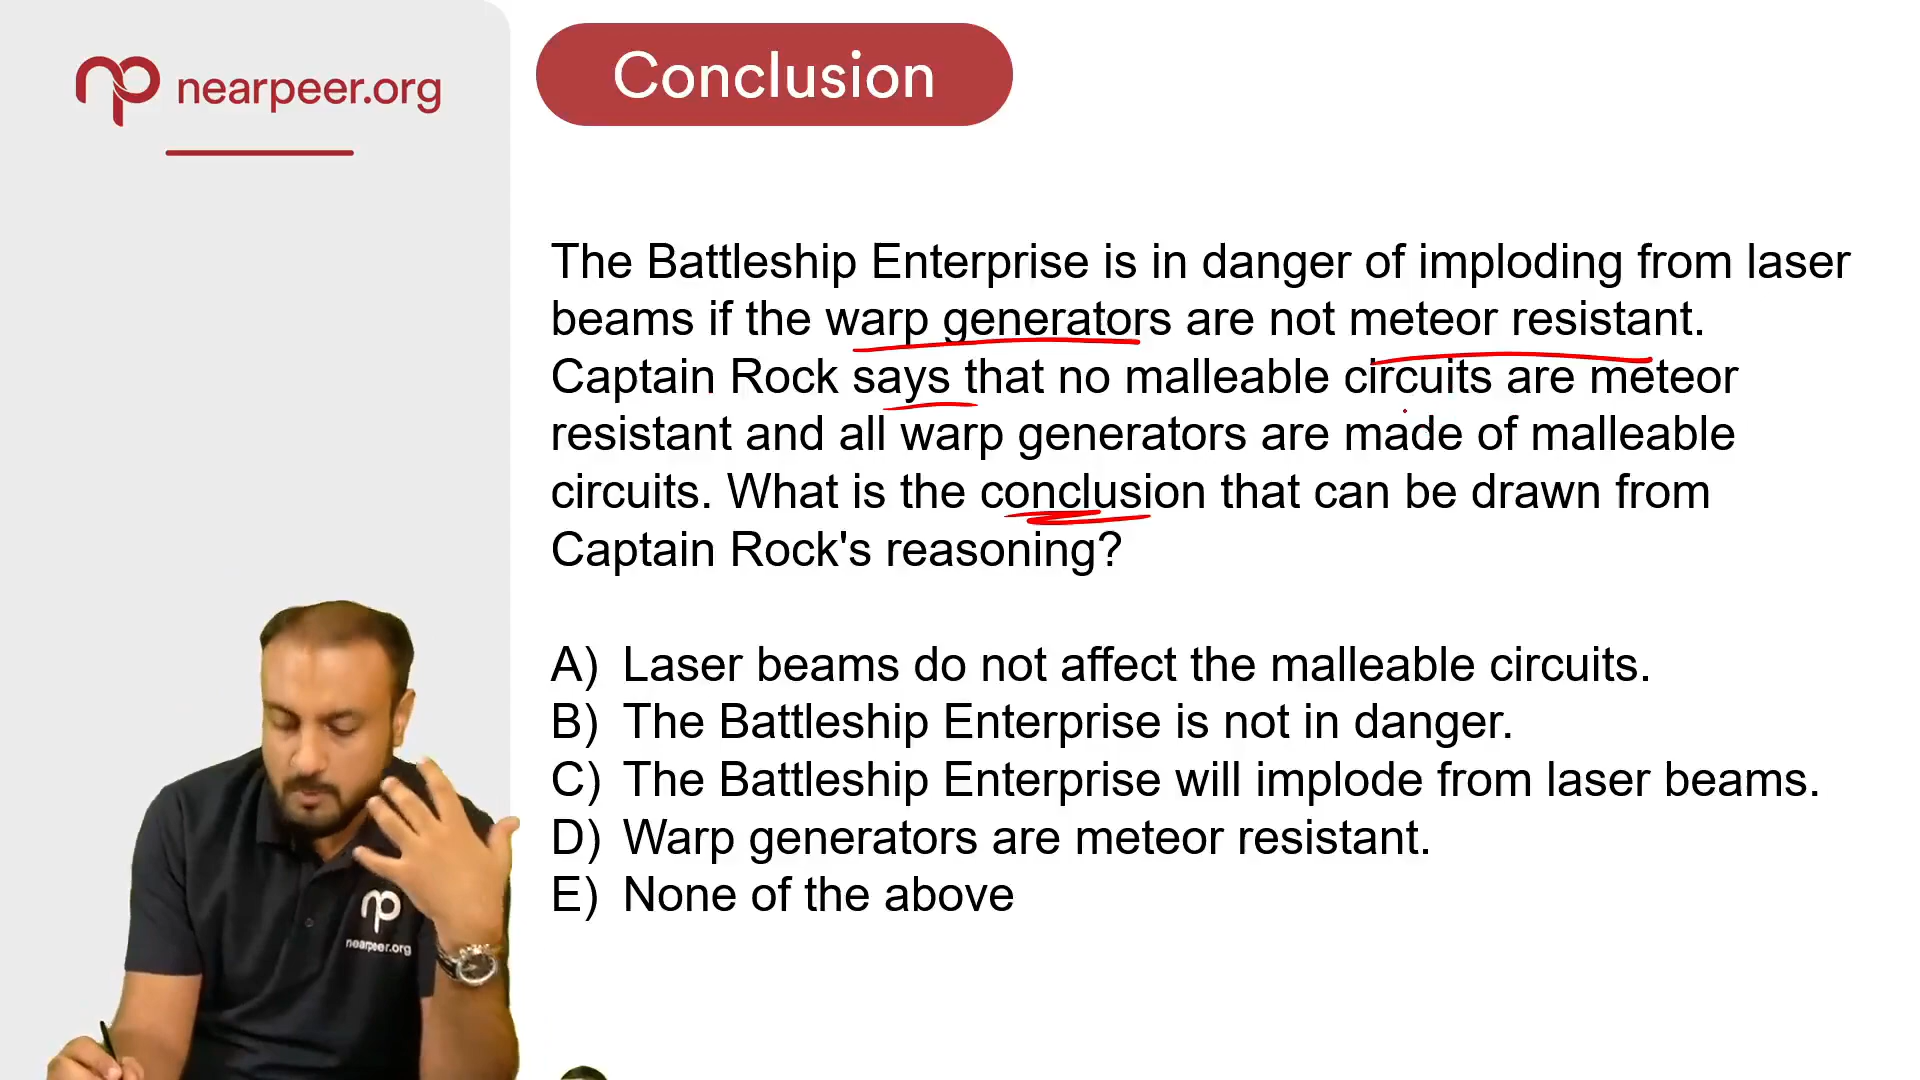 nearpeer.org
Conclusion
The Battleship Enterprise is in danger of imploding from laser
beams if the warp generators are not meteor resistant.
Captain Rock says that no malleable circuits are meteor
resistant and all warp generators are made of malleable
circuits. What is the conclusion that can be drawn from
Captain Rock's reasoning?
A) Laser beams do not affect the malleable circuits.
B) The Battleship Enterprise is not in danger.
C) The Battleship Enterprise will implode from laser beams.
D) Warp generators are meteor resistant.
E) None of the above
nearpeer.org